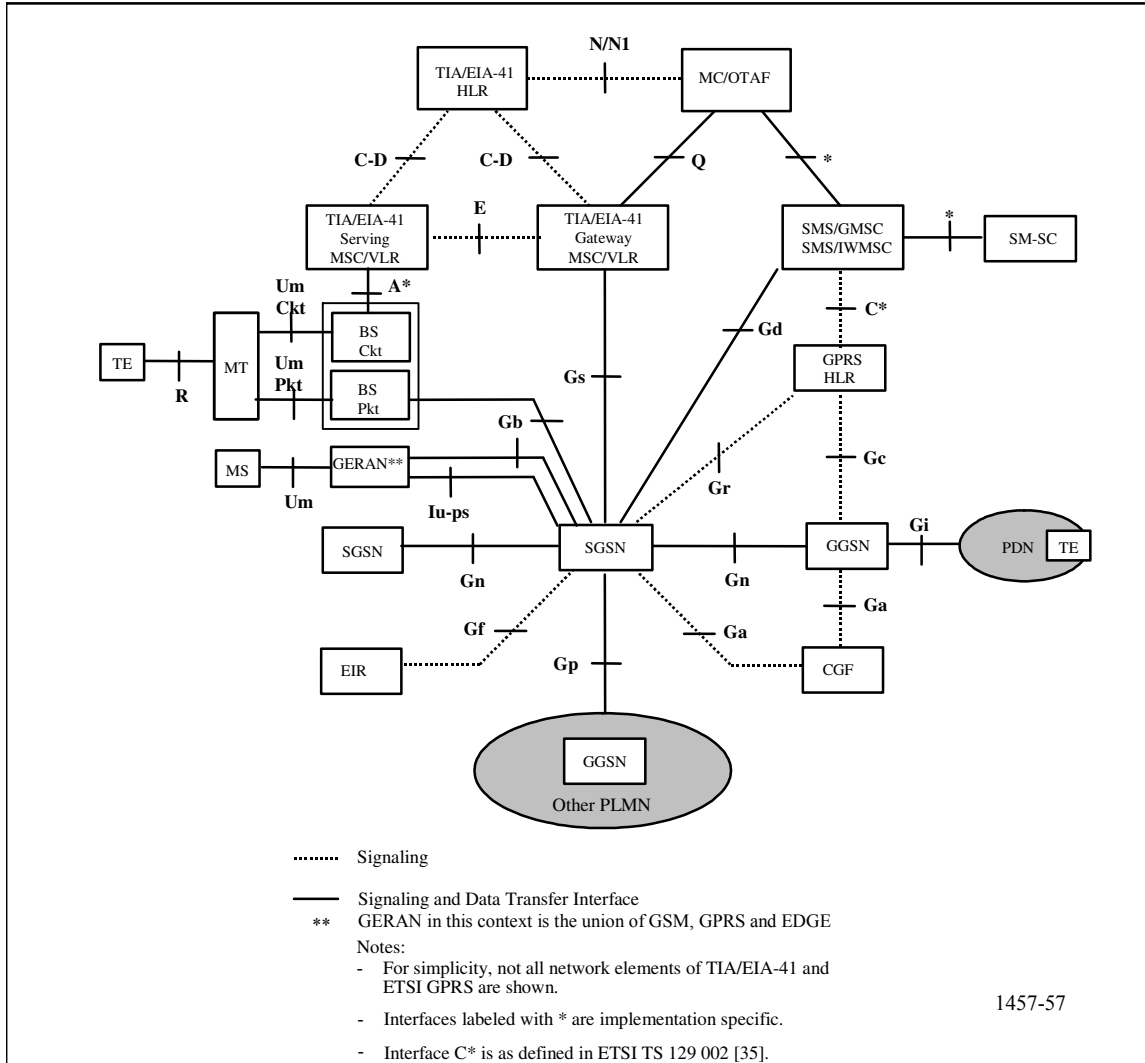 N/N1
TIA/EIA-41
HLR
MC/OTAF
C-D
C-D
Q
*
E
*
TIA/EIA-41
Serving
MSC/VLR
TIA/EIA-41
Gateway
MSC/VLR
SMS/GMSC
SMS/IWMSC
SM-SC
Um
Ckt
A*
C*
BS
Ckt
Gd
TE
MT
GPRS
HLR
R
Um
Pkt
BS
Pkt
Gs
Gb
MS
GERAN**
Gc
Um
Gr
Iu-ps
Gi
SGSN
SGSN
GGSN
PDN
TE
Gn
Gn
Ga
Gf
Ga
EIR
Gp
CGF
GGSN
Other PLMN
Signaling
Signaling and Data Transfer Interface
** GERAN in this context is the union of GSM, GPRS and EDGE
Notes:
- For simplicity, not all network elements of TIA/EIA-41 and
ETSI GPRS are shown.
1457-57
- Interfaces labeled with * are implementation specific.
- Interface C* is as defined in ETSI TS 129 002 [35].